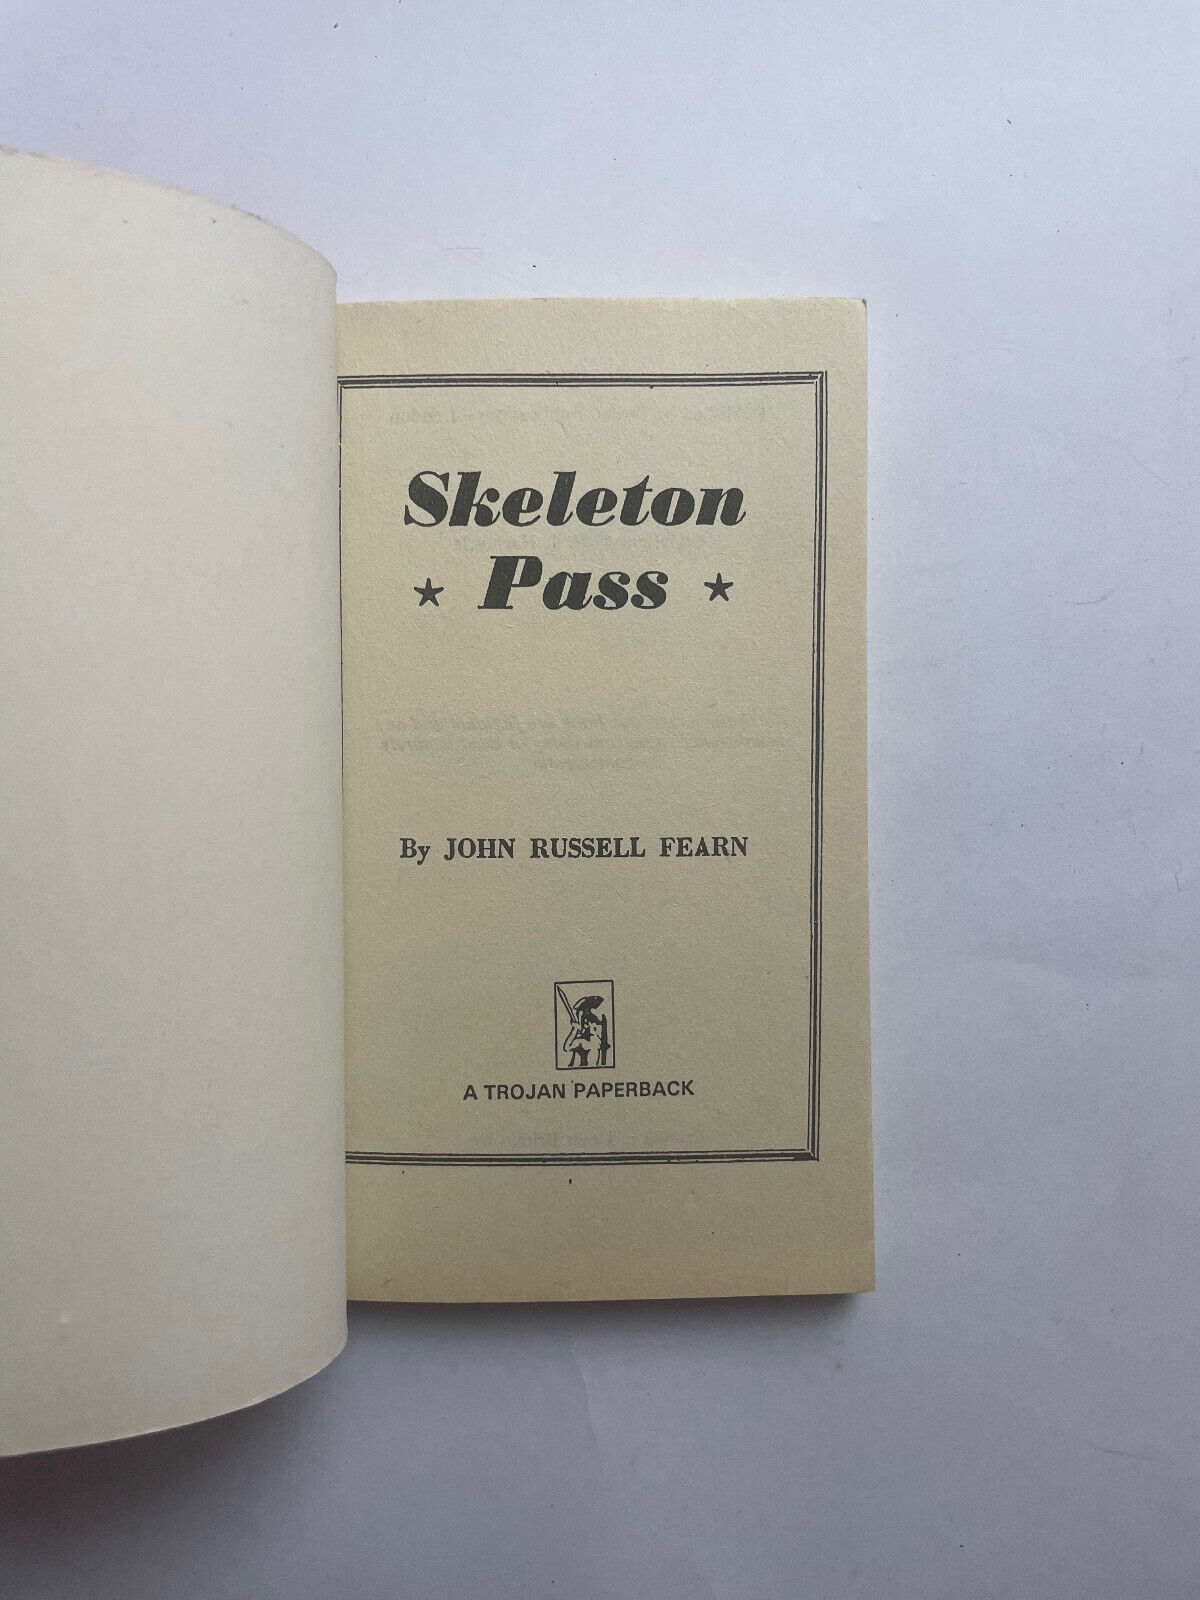 Skeleton
★ Pass ★
By JOHN RUSSELL FEARN
A TROJAN PAPERBACK